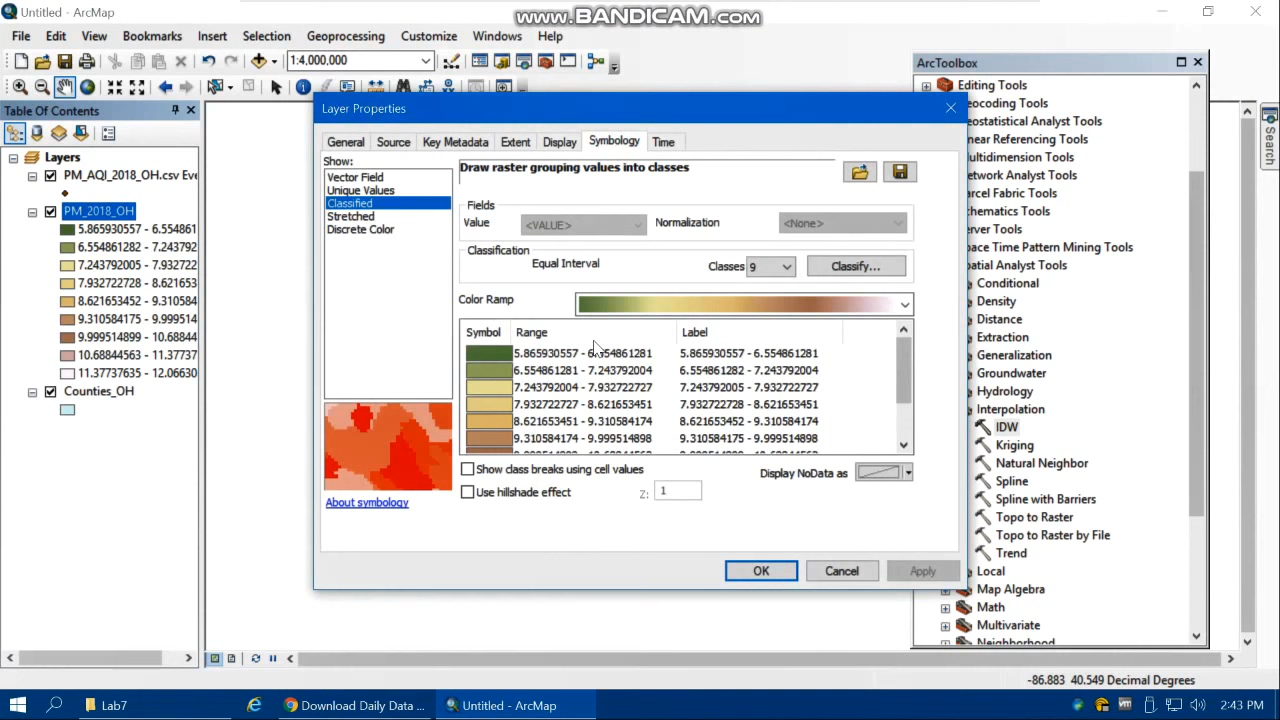 Untitled - ArcMap
www.BANDICAM.com
File Edit View Bookmarks Insert Selection Geoprocessing Customize Windows Help
1:4,000,000
Table Of Contents
Layers
PM_AQI_2018_OH.csv Eve
PM_2018_OH
5.865930557 - 6.554861
6.554861282 - 7.243792
7.243792005 - 7.932722
7.932722728 - 8.621653
8.621653452 - 9.310584
9.310584175 - 9.999514
9.999514899 - 10.68844
10.68844563 - 11.37737
11.37737635 - 12.06630
Counties_OH
Layer Properties
General Source Key Metadata Extent Display Symbology Time
Show:
Vector Field
Unique Values
Classified
Stretched
Discrete Color
About symbology
Draw raster grouping values into classes
Fields
Value <VALUE> Normalization <None>
Classification
Equal Interval Classes 9 Classify...
Color Ramp
Symbol Range Label
5.865930557 - 6.554861281 5.865930557 - 6.554861281
6.554861281 - 7.243792004 6.554861282 - 7.243792004
7.243792004 - 7.932722727 7.243792005 - 7.932722727
7.932722727 - 8.621653451 7.932722728 - 8.621653451
8.621653451 - 9.310584174 8.621653452 - 9.310584174
9.310584174 - 9.999514898 9.310584175 - 9.999514898
Show class breaks using cell values Display NoData as
Use hillshade effect Z: 1
OK Cancel Apply
ArcToolbox
Editing Tools
eocoding Tools
eostatistical Analyst Tools
near Referencing Tools
ultidimension Tools
etwork Analyst Tools
arcel Fabric Tools
hematics Tools
erver Tools
pace Time Pattern Mining Tools
patial Analyst Tools
Conditional
Density
Distance
Extraction
Generalization
Groundwater
Hydrology
Interpolation
IDW
Kriging
Natural Neighbor
Spline
Spline with Barriers
Topo to Raster
Topo to Raster by File
Trend
Local
Map Algebra
Math
Multivariate
Neighborhood
Search
-86.883 40.549 Decimal Degrees
Lab7
Download Daily Data ...
Untitled - ArcMap
2:43 PM